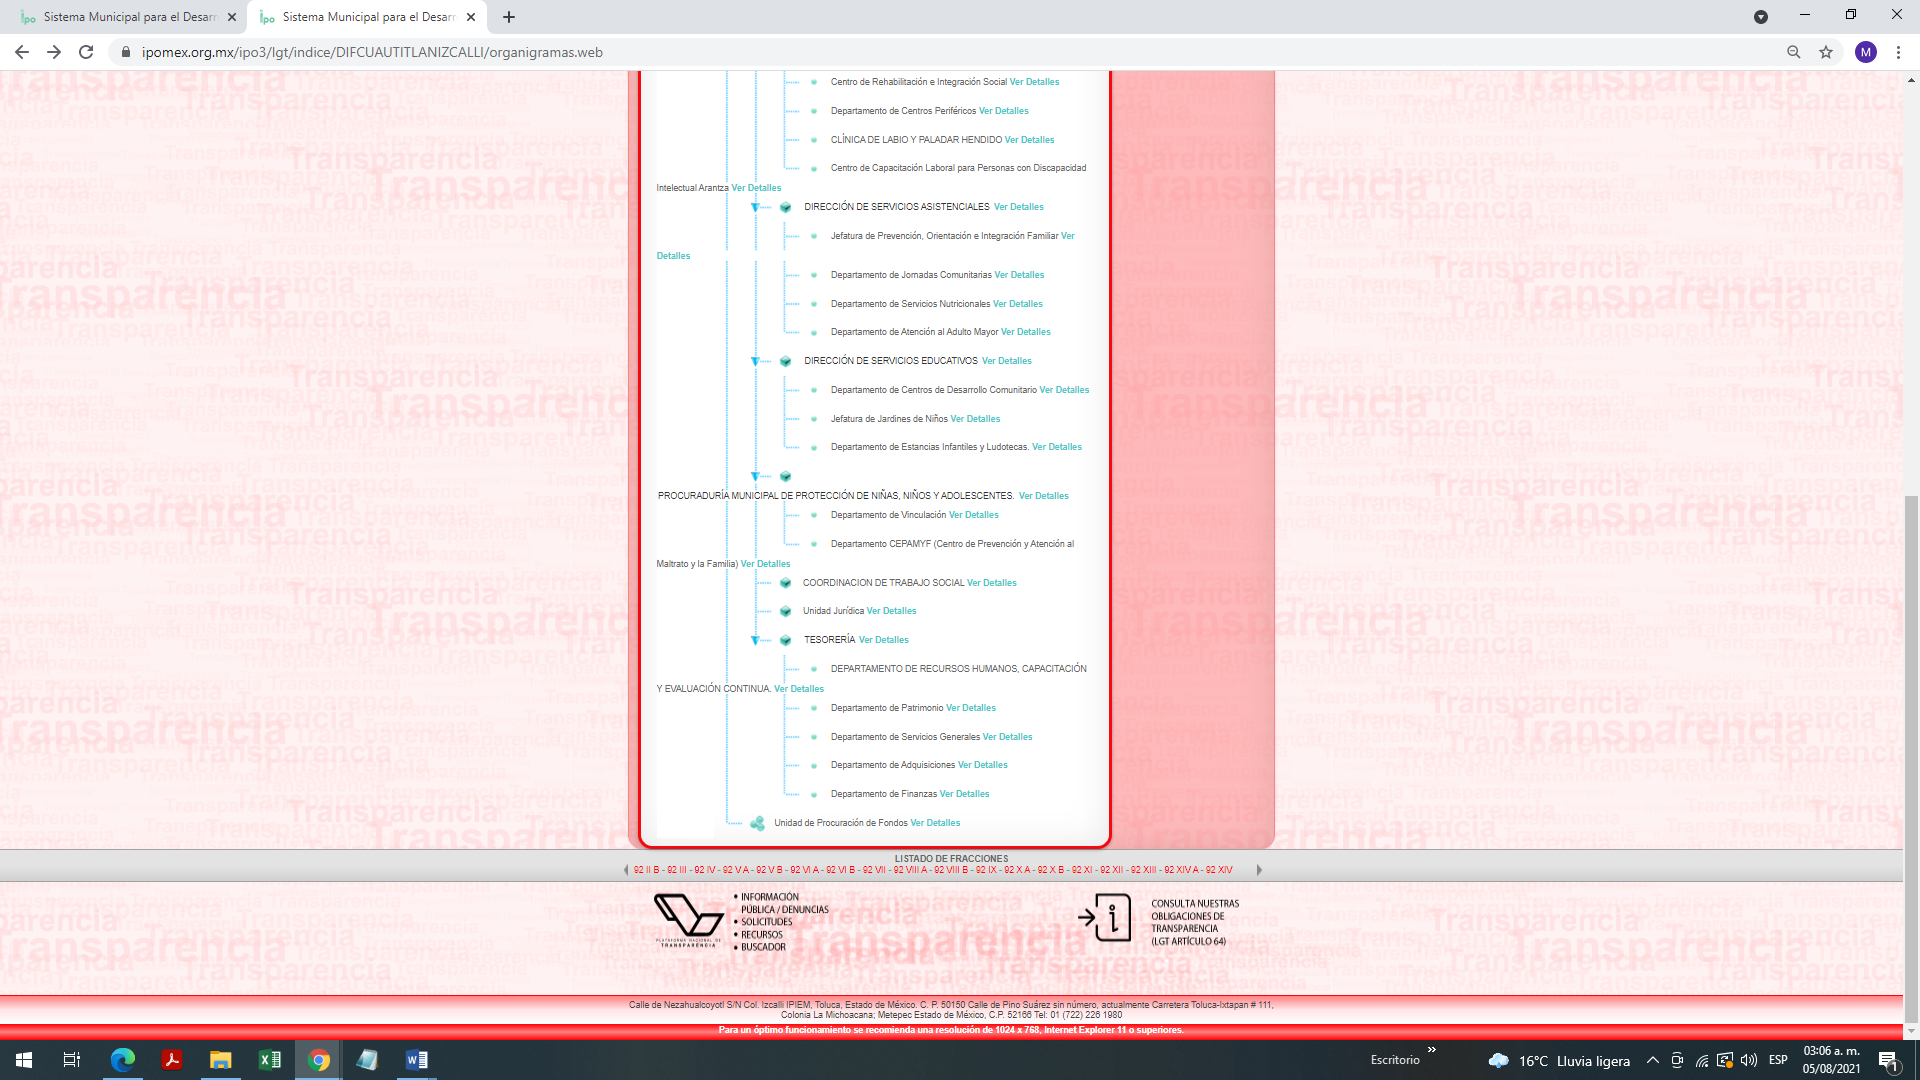 Sistema Municipal para el Desarr
Sistema Municipal para el Desarr
ipomex.org.mx/ipo3/lgt/indice/DIFCUAUTITLANIZCALLI/organigramas.web
M
Centro de Rehabilitación e Integración Social Ver Detalles
Departamento de Centros Periféricos Ver Detalles
CLÍNICA DE LABIO Y PALADAR HENDIDO Ver Detalles
Centro de Capacitación Laboral para Personas con Discapacidad
Intelectual Arantza Ver Detalles
DIRECCIÓN DE SERVICIOS ASISTENCIALES Ver Detalles
Jefatura de Prevención, Orientación e Integración Familiar Ver
Detalles
Departamento de Jornadas Comunitarias Ver Detalles
Departamento de Servicios Nutricionales Ver Detalles
Departamento de Atención al Adulto Mayor Ver Detalles
DIRECCIÓN DE SERVICIOS EDUCATIVOS Ver Detalles
Departamento de Centros de Desarrollo Comunitario Ver Detalles
Jefatura de Jardines de Niños Ver Detalles
Departamento de Estancias Infantiles y Ludotecas. Ver Detalles
PROCURADURÍA MUNICIPAL DE PROTECCIÓN DE NIÑAS, NIÑOS Y ADOLESCENTES. Ver Detalles
Departamento de Vinculación Ver Detalles
Departamento CEPAMYF (Centro de Prevención y Atención al
Maltrato y la Familia) Ver Detalles
COORDINACION DE TRABAJO SOCIAL Ver Detalles
Unidad Jurídica Ver Detalles
TESORERÍA Ver Detalles
DEPARTAMENTO DE RECURSOS HUMANOS, CAPACITACIÓN
Y EVALUACIÓN CONTINUA. Ver Detalles
Departamento de Patrimonio Ver Detalles
Departamento de Servicios Generales Ver Detalles
Departamento de Adquisiciones Ver Detalles
Departamento de Finanzas Ver Detalles
Unidad de Procuración de Fondos Ver Detalles
LISTADO DE FRACCIONES
92 II B - 92 III - 92 IV - 92 V A - 92 V B - 92 VI A - 92 VI B - 92 VII - 92 VIII A - 92 VIII B - 92 IX - 92 X A - 92 X B - 92 XI - 92 XII - 92 XIII - 92 XIV A - 92 XIV
PLATAFORMA NACIONAL DE
TRANSPARENCIA
• INFORMACIÓN
PÚBLICA / DENUNCIAS
• SOLICITUDES
• RECURSOS
• BUSCADOR
CONSULTA NUESTRAS
OBLIGACIONES DE
TRANSPARENCIA
(LGT ARTÍCULO 64)
Calle de Nezahualcoyotl S/N Col. Izcalli IPIEM, Toluca, Estado de México. C. P. 50150 Calle de Pino Suárez sin número, actualmente Carretera Toluca-Ixtapan # 111,
Colonia La Michoacana; Metepec Estado de México, C.P. 52166 Tel: 01 (722) 226 1980
Para un óptimo funcionamiento se recomienda una resolución de 1024 x 768, Internet Explorer 11 o superiores.
Escritorio
16°C Lluvia ligera
ESP
03:06 a. m.
05/08/2021
1